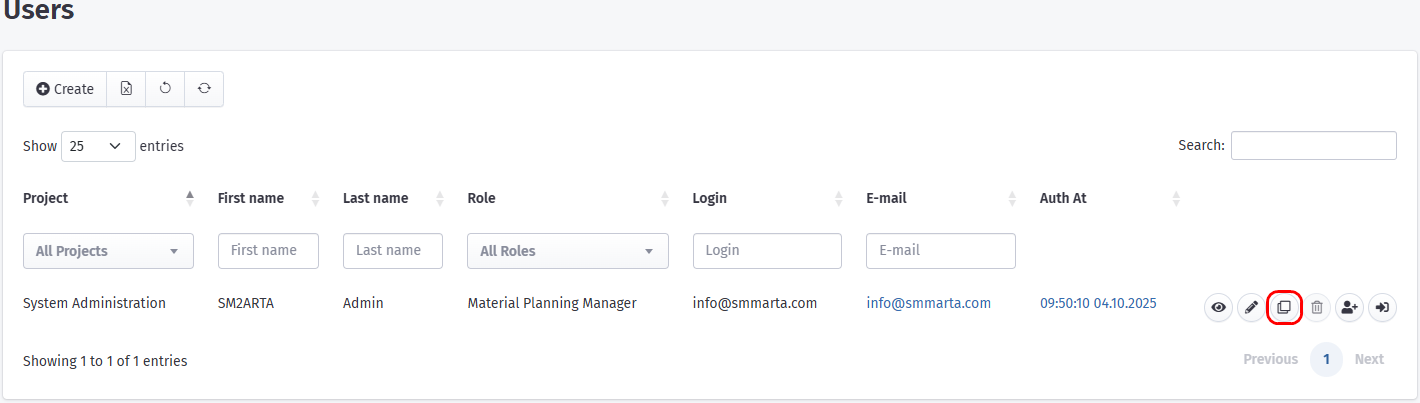 Users
Create
Show 25 entries
Search:
Project First name Last name Role Login E-mail Auth At
All Projects First name Last name All Roles Login E-mail
System Administration SM2ARTA Admin Material Planning Manager info@smmarta.com info@smmarta.com 09:50:10 04.10.2025
Showing 1 to 1 of 1 entries
Previous 1 Next